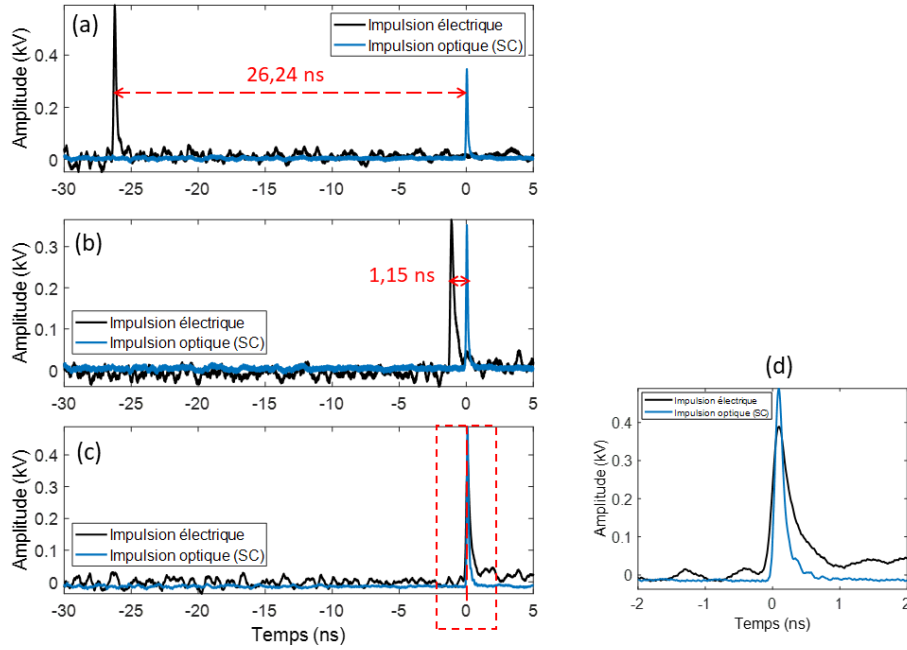 (a)
Impulsion électrique
Impulsion optique (SC)
26,24 ns
Amplitude (kV)
0.4
0.2
0
-30 -25 -20 -15 -10 -5 0 5
(b)
1,15 ns
Impulsion électrique
Impulsion optique (SC)
Amplitude (kV)
0.3
0.2
0.1
0
-30 -25 -20 -15 -10 -5 0 5
(c)
Impulsion électrique
Impulsion optique (SC)
Amplitude (kV)
0.4
0.3
0.2
0.1
0
-30 -25 -20 -15 -10 -5 0 5
Temps (ns)
(d)
Impulsion électrique
Impulsion optique (SC)
Amplitude (kV)
0.4
0.3
0.2
0.1
0
-2 -1 0 1 2
Temps (ns)